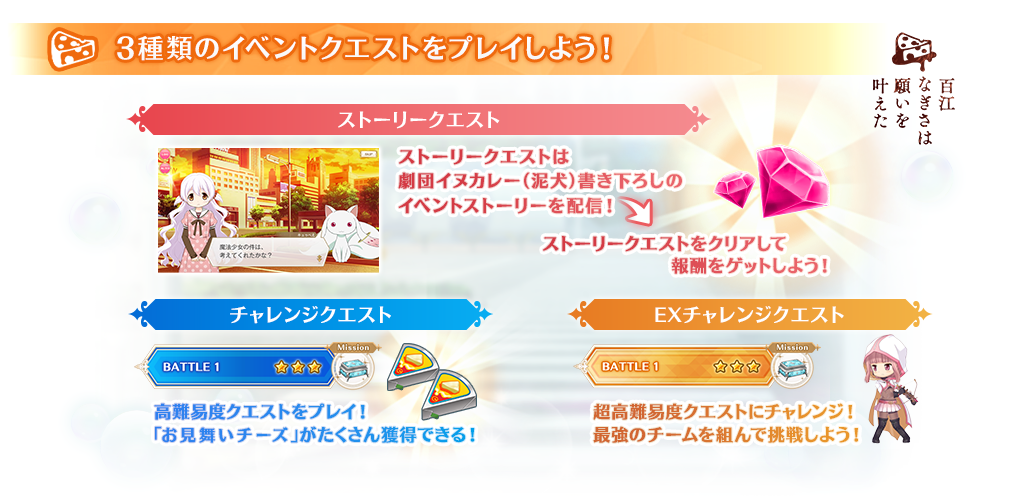 3種類のイベントクエストをプレイしよう!
百江
なぎさは
願いを
叶えた
ストーリークエスト
魔法少女の件は、
考えてくれたかな?
ストーリークエストは
劇団イヌカレー(泥犬)書き下ろしの
イベントストーリーを配信!
ストーリークエストをクリアして
報酬をゲットしよう!
チャレンジクエスト
BATTLE 1
Mission
高難易度クエストをプレイ!
「お見舞いチーズ」がたくさん獲得できる!
EXチャレンジクエスト
BATTLE 1
Mission
超高難易度クエストにチャレンジ!
最強のチームを組んで挑戦しよう!